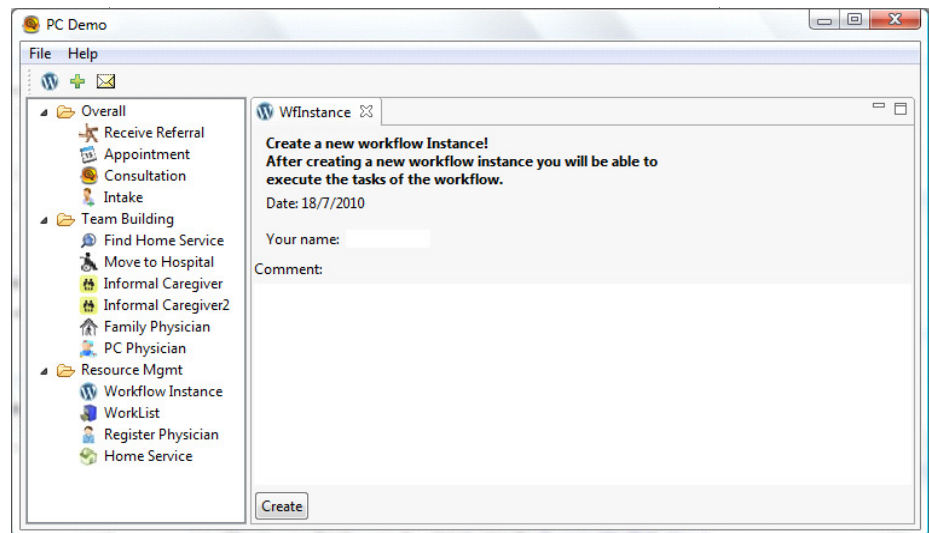 PC Demo
File Help
Overall
Receive Referral
Appointment
Consultation
Intake
Team Building
Find Home Service
Move to Hospital
Informal Caregiver
Informal Caregiver2
Family Physician
PC Physician
Resource Mgmt
Workflow Instance
WorkList
Register Physician
Home Service
WfInstance
Create a new workflow Instance!
After creating a new workflow instance you will be able to
execute the tasks of the workflow.
Date: 18/7/2010
Your name:
Comment:
Create